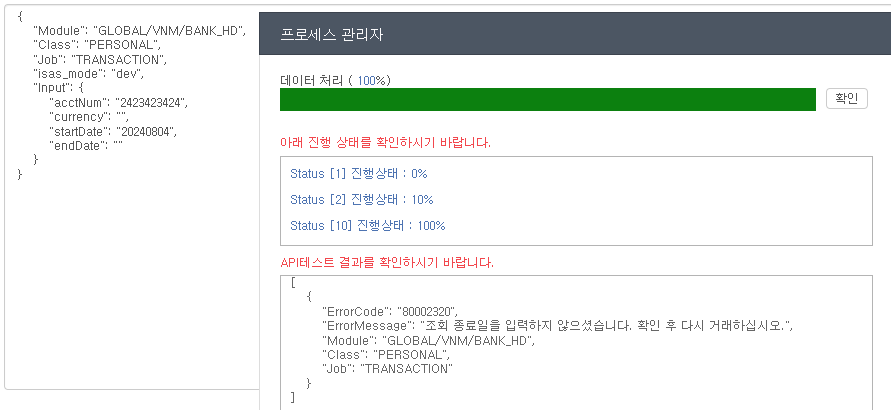 {
"Module": "GLOBAL/VNM/BANK_HD",
"Class": "PERSONAL",
"Job": "TRANSACTION",
"isas_mode": "dev",
"Input": {
"acctNum": "2423423424",
"currency": "",
"startDate": "20240804",
"endDate": ""
}
}
프로세스 관리자
데이터 처리 ( 100%)
확인
아래 진행 상태를 확인하시기 바랍니다.
Status [1] 진행상태 : 0%
Status [2] 진행상태 : 10%
Status [10] 진행상태 : 100%
API테스트 결과를 확인하시기 바랍니다.
[
{
"ErrorCode": "80002320",
"ErrorMessage": "조회 종료일을 입력하지 않으셨습니다. 확인 후 다시 거래하십시오.",
"Module": "GLOBAL/VNM/BANK_HD",
"Class": "PERSONAL",
"Job": "TRANSACTION"
}
]